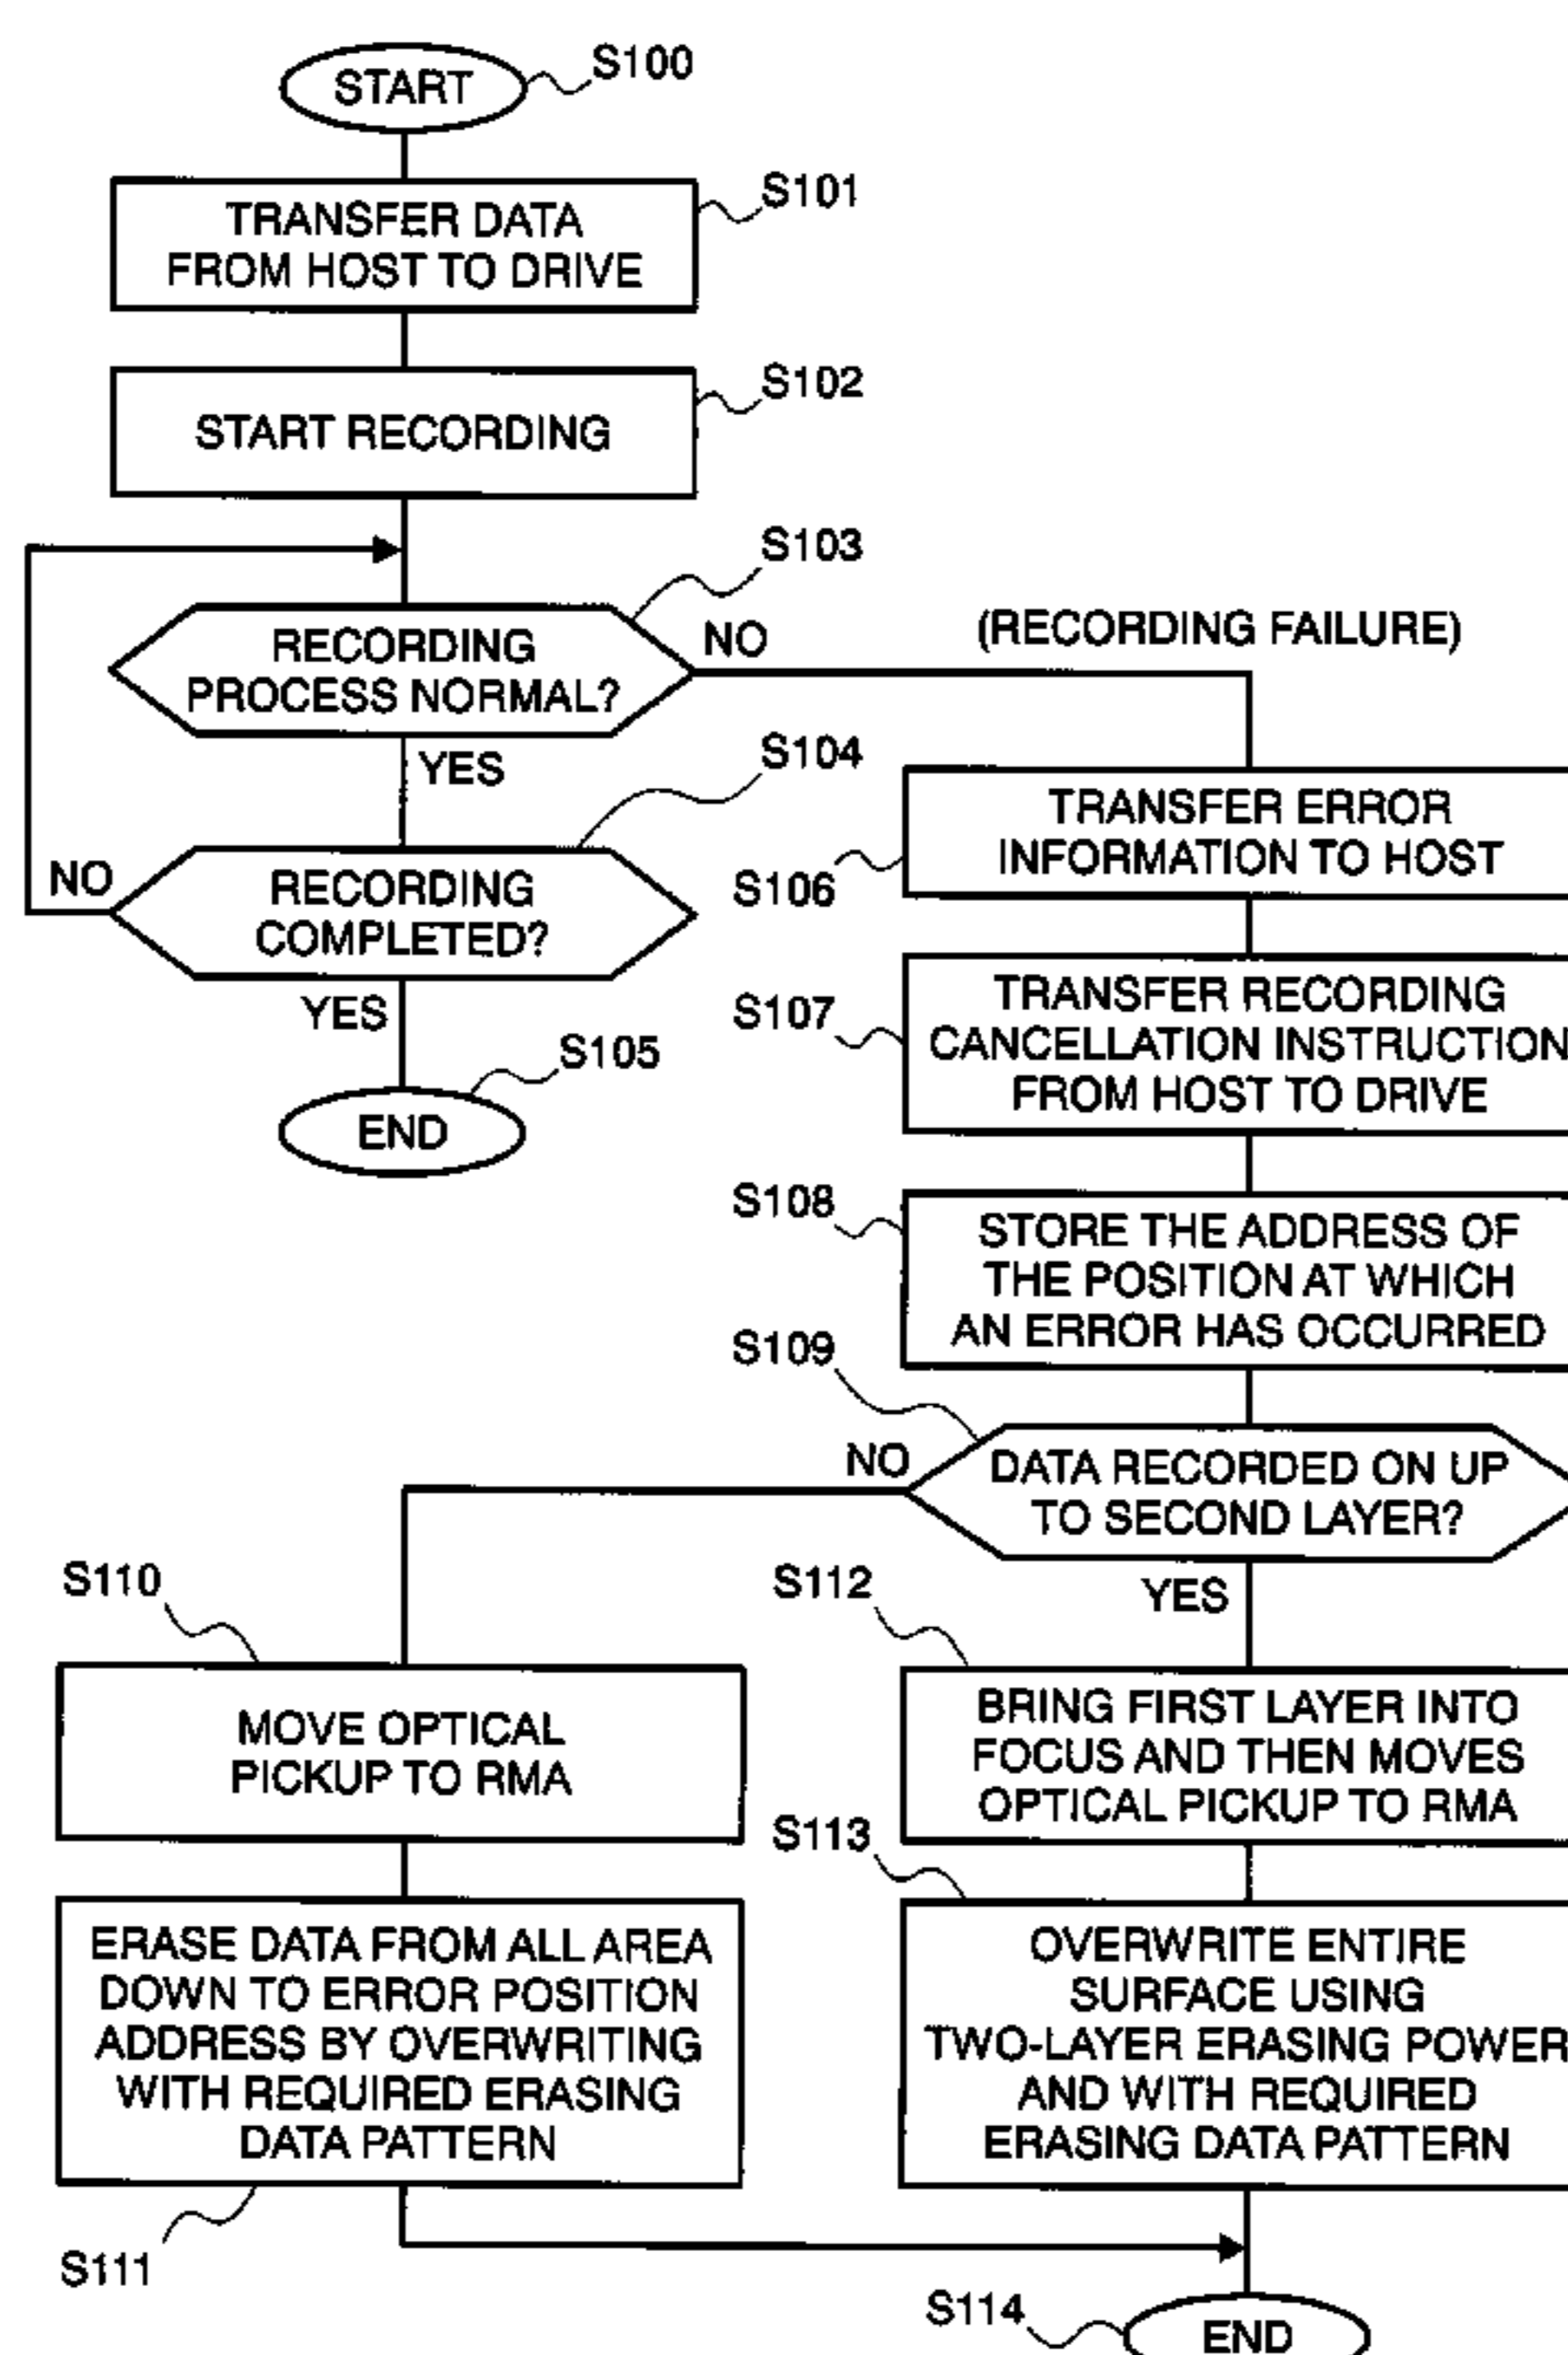 START
S100
TRANSFER DATA
FROM HOST TO DRIVE
S101
START RECORDING
S102
RECORDING
PROCESS NORMAL?
S103
NO
(RECORDING FAILURE)
YES
RECORDING
COMPLETED?
S104
NO
YES
END
S105
TRANSFER ERROR
INFORMATION TO HOST
S106
TRANSFER RECORDING
CANCELLATION INSTRUCTION
FROM HOST TO DRIVE
S107
STORE THE ADDRESS OF
THE POSITION AT WHICH
AN ERROR HAS OCCURRED
S108
DATA RECORDED ON UP
TO SECOND LAYER?
S109
NO
YES
S110
MOVE OPTICAL
PICKUP TO RMA
ERASE DATA FROM ALL AREA
DOWN TO ERROR POSITION
ADDRESS BY OVERWRITING
WITH REQUIRED ERASING
DATA PATTERN
S111
S112
BRING FIRST LAYER INTO
FOCUS AND THEN MOVES
OPTICAL PICKUP TO RMA
S113
OVERWRITE ENTIRE
SURFACE USING
TWO-LAYER ERASING POWER
AND WITH REQUIRED
ERASING DATA PATTERN
S114
END